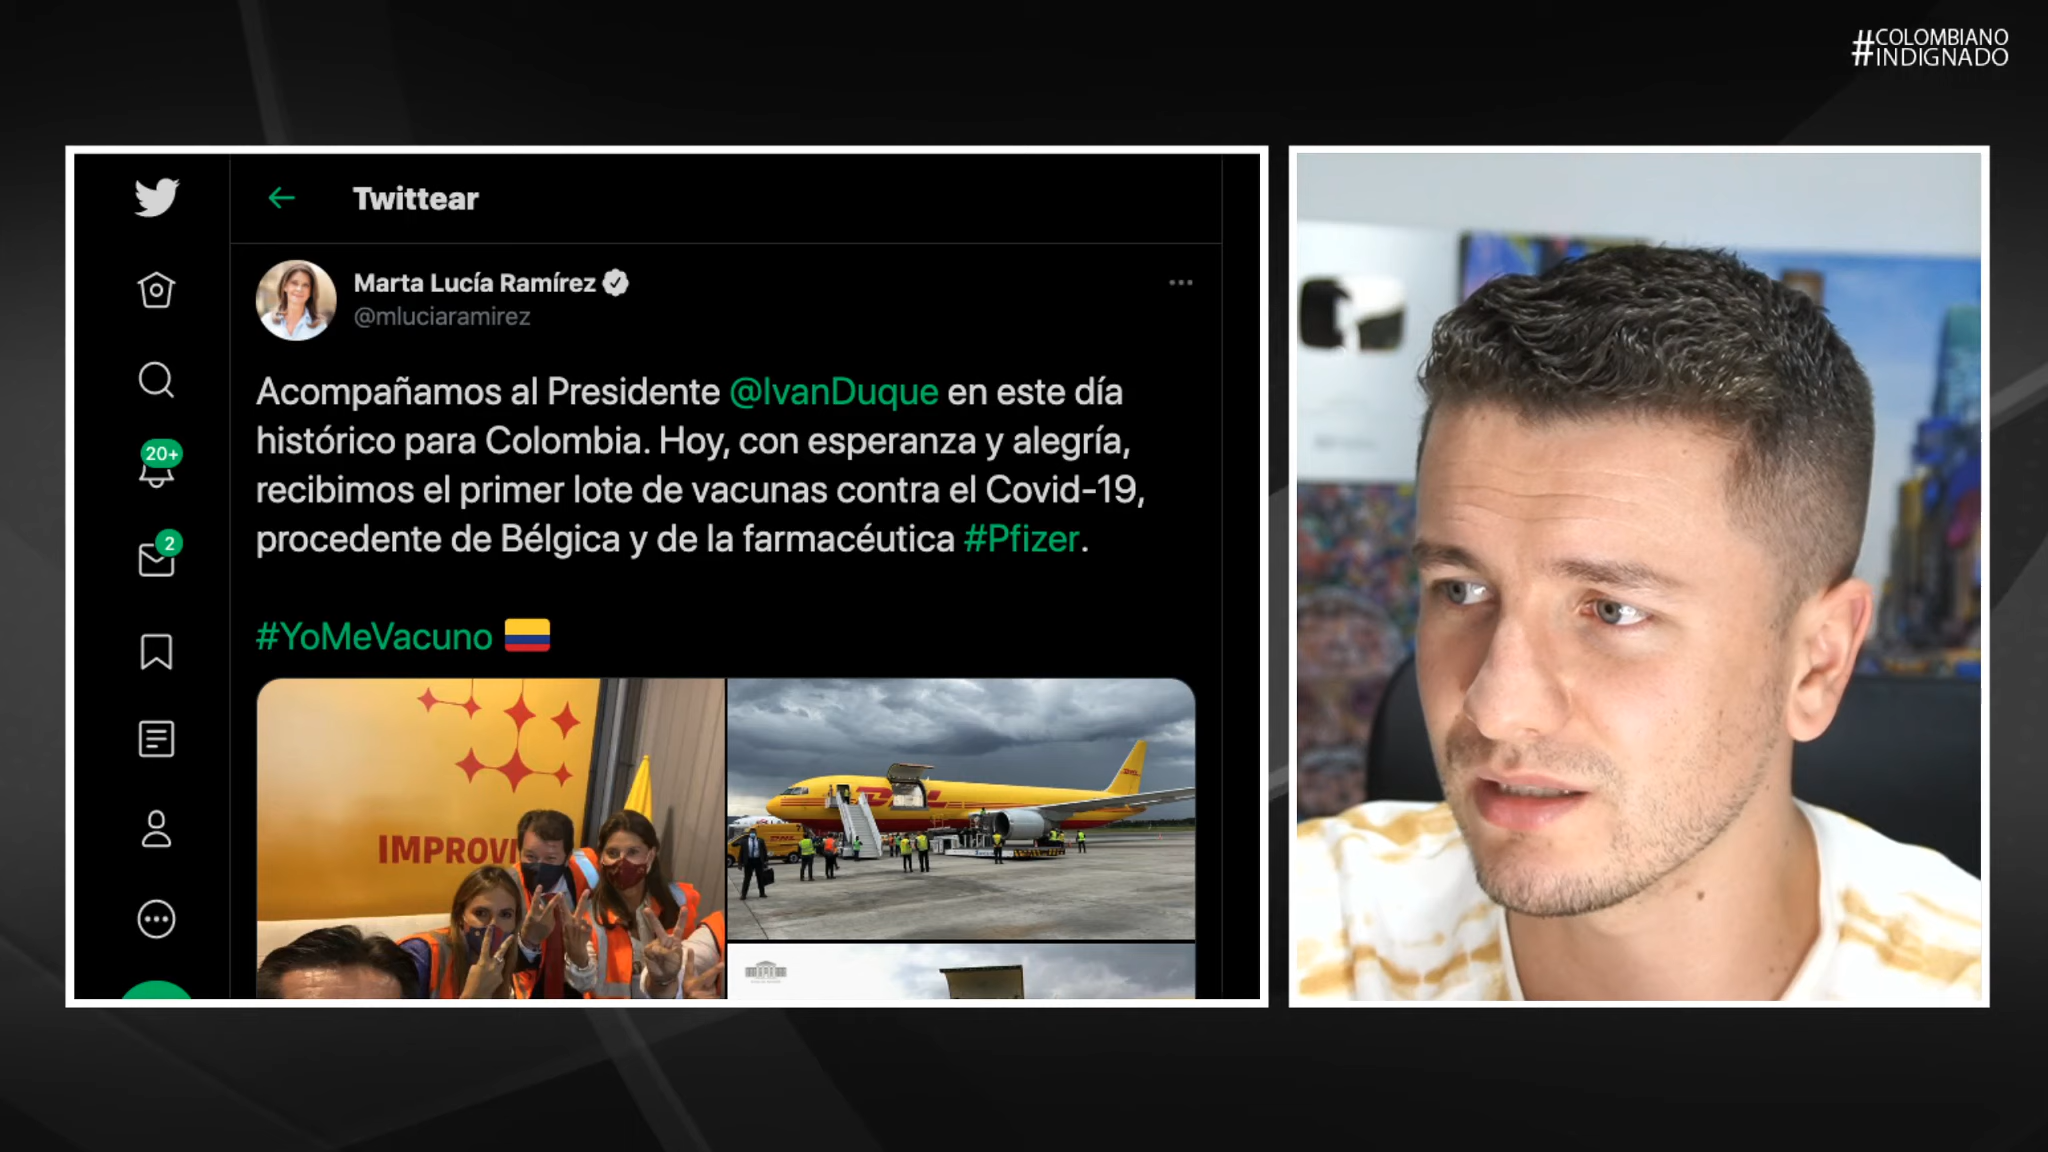 #COLOMBIANO
INDIGNADO
Twittear
Marta Lucía Ramírez
@mluciaramirez
Acompañamos al Presidente @IvanDuque en este día
histórico para Colombia. Hoy, con esperanza y alegría,
recibimos el primer lote de vacunas contra el Covid-19,
procedente de Bélgica y de la farmacéutica #Pfizer.
#YoMeVacuno
20+
2
IMPROVI
DHL